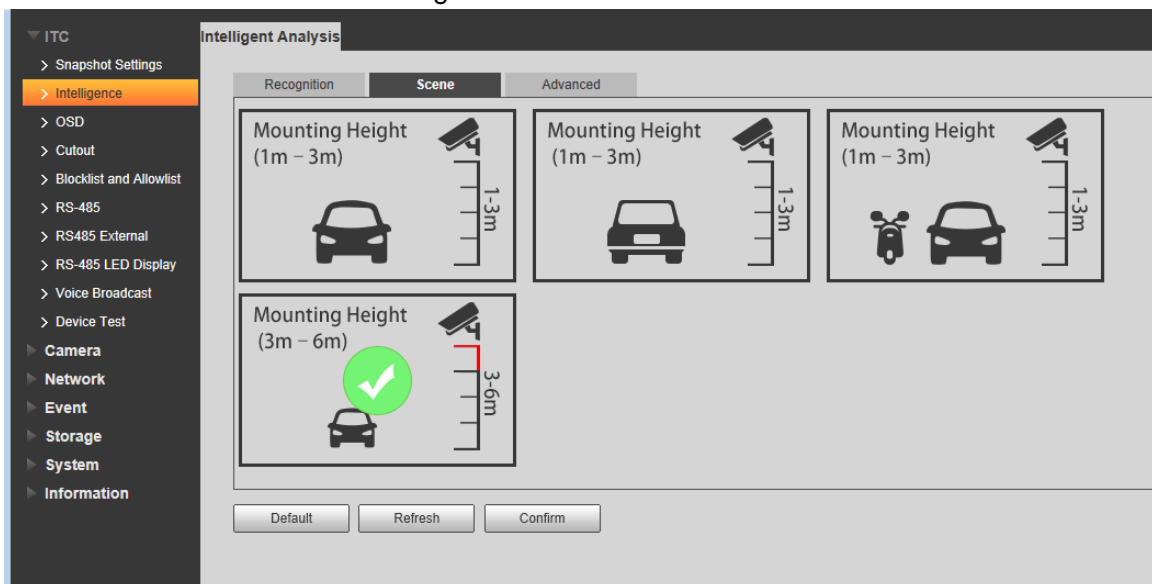 ITC
Snapshot Settings
Intelligence
OSD
Cutout
Blocklist and Allowlist
RS-485
RS485 External
RS-485 LED Display
Voice Broadcast
Device Test
Camera
Network
Event
Storage
System
Information
Intelligent Analysis
Recognition Scene Advanced
Mounting Height
(1m – 3m)
1-3m
Mounting Height
(1m – 3m)
1-3m
Mounting Height
(1m – 3m)
1-3m
Mounting Height
(3m – 6m)
3-6m
Default Refresh Confirm